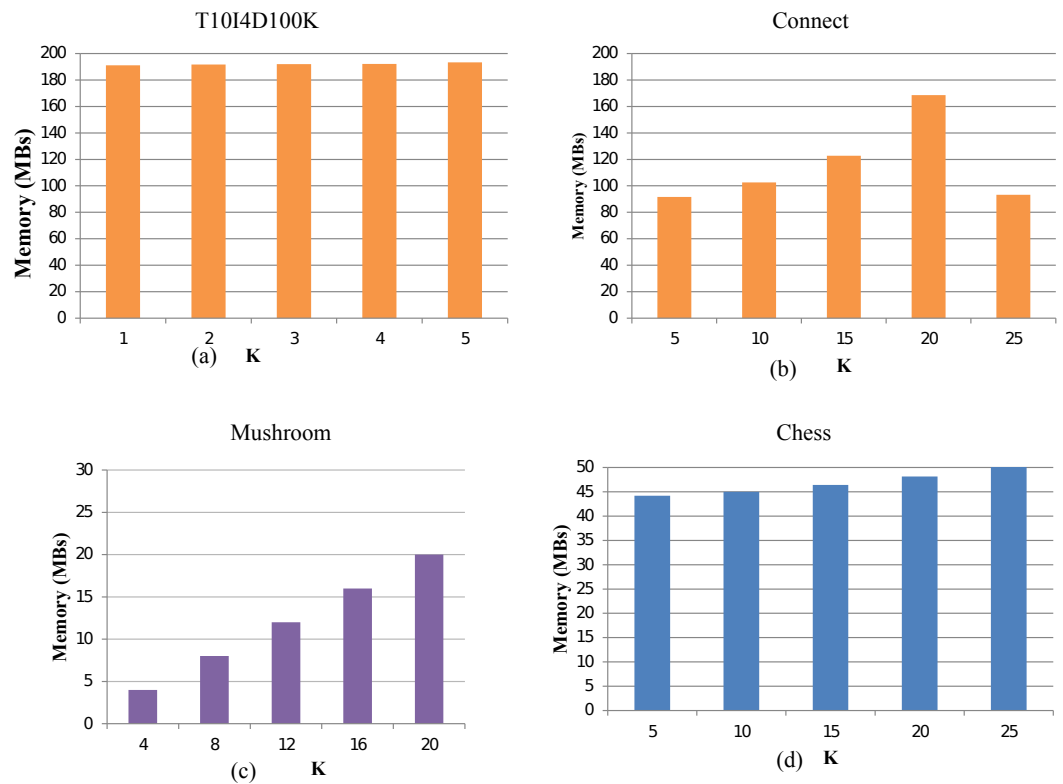 T10I4D100K
Memory (MBs)
200
180
160
140
120
100
80
60
40
20
0
1 2 3 4 5
(a) K
Connect
Memory (MBs)
200
180
160
140
120
100
80
60
40
20
0
5 10 15 20 25
(b) K
Mushroom
Memory (MBs)
30
25
20
15
10
5
0
4 8 12 16 20
(c) K
Chess
Memory (MBs)
50
45
40
35
30
25
20
15
10
5
0
5 10 15 20 25
(d) K